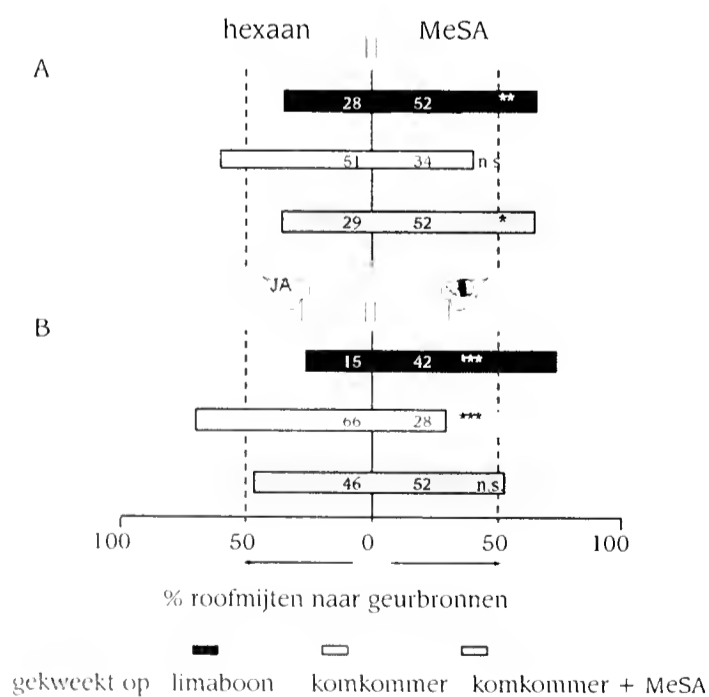 hexaan MeSA
A
28 52 **
51 34 n s
29 52 *
JA
B
15 42 ***
66 28 ***
46 52 n.s.
100 50 0 50 100
% roofmijten naar geurbronnen
gekweekt op limaboon komkommer komkommer + MeSA